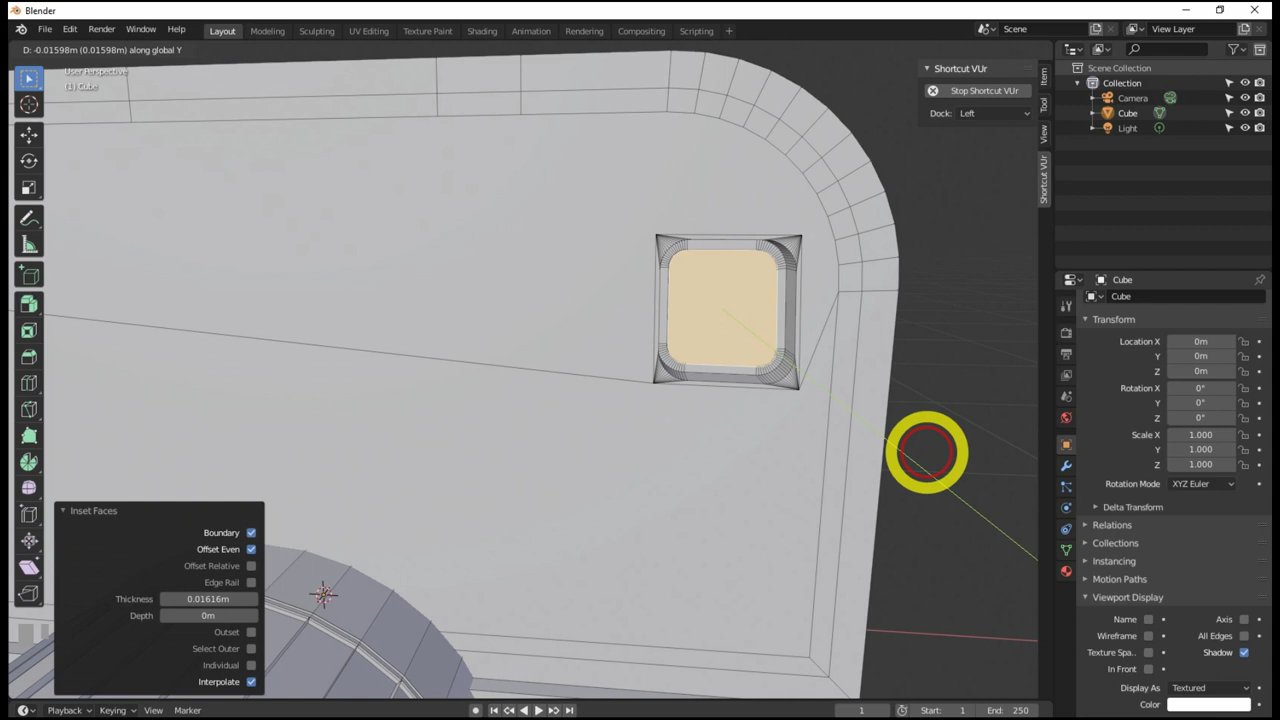 Blender
File Edit Render Window Help Layout Modeling Sculpting UV Editing Texture Paint Shading Animation Rendering Compositing Scripting + Scene View Layer
D: -0.01598m (0.01598m) along global Y
User Perspective
(1) Cube
Shortcut VUr
Stop Shortcut VUr
Dock: Left
Item
Tool
View
Shortcut VUr
Scene Collection
Collection
Camera
Cube
Light
Cube
Cube
Transform
Location X 0m
Y 0m
Z 0m
Rotation X 0°
Y 0°
Z 0°
Scale X 1.000
Y 1.000
Z 1.000
Rotation Mode XYZ Euler
Delta Transform
Relations
Collections
Instancing
Motion Paths
Viewport Display
Name Axis
Wireframe All Edges
Texture Spa.. Shadow
In Front
Display As Textured
Color
Inset Faces
Boundary
Offset Even
Offset Relative
Edge Rail
Thickness 0.01616m
Depth 0m
Outset
Select Outer
Individual
Interpolate
Playback Keying View Marker 1 Start: 1 End: 250